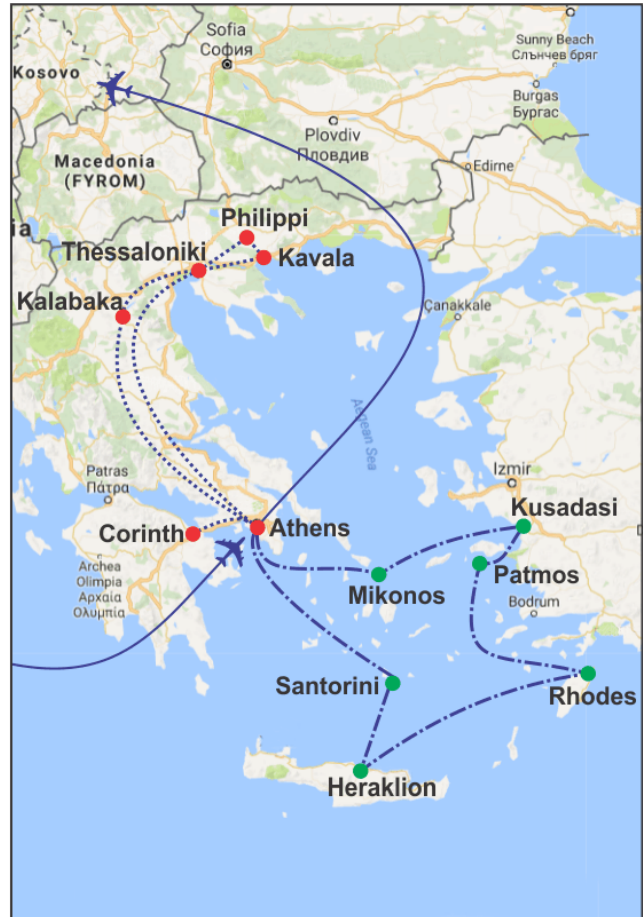 Sofia
София
Sunny Beach
Слънчев бряг
Kosovo
Burgas
Бургас
Plovdiv
Пловдив
Macedonia
(FYROM)
Edirne
Philippi
ia
Thessaloniki
Kavala
Kalabaka
Çanakkale
Aegean Sea
Patras
Πάτρα
Izmir
Kusadasi
Corinth
Athens
Archea
Olimpia
Αρχαία
Ολυμπία
Patmos
Mikonos
Bodrum
Santorini
Rhodes
Heraklion